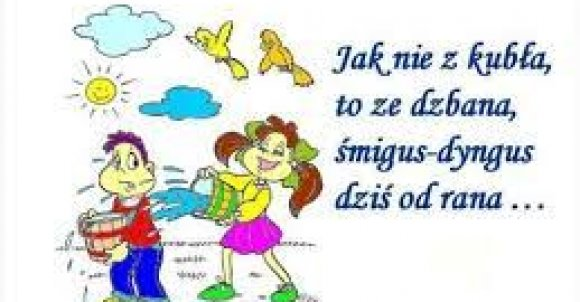 Jak nie z kubła,
to ze dzbana,
śmigus-dyngus
dziś od rana ...